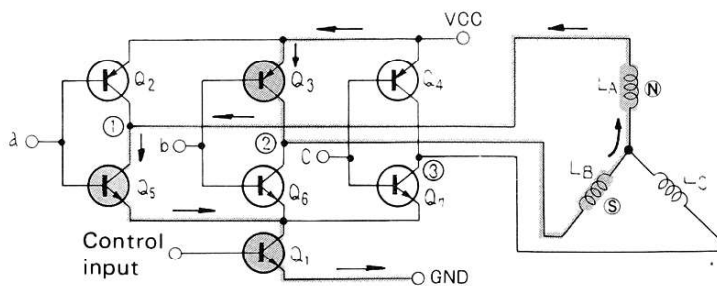 VCC
Q2
Q3
Q4
LA
N
a
1
b
2
C
3
Q5
Q6
Q7
LB
S
LC
Control
input
Q1
GND